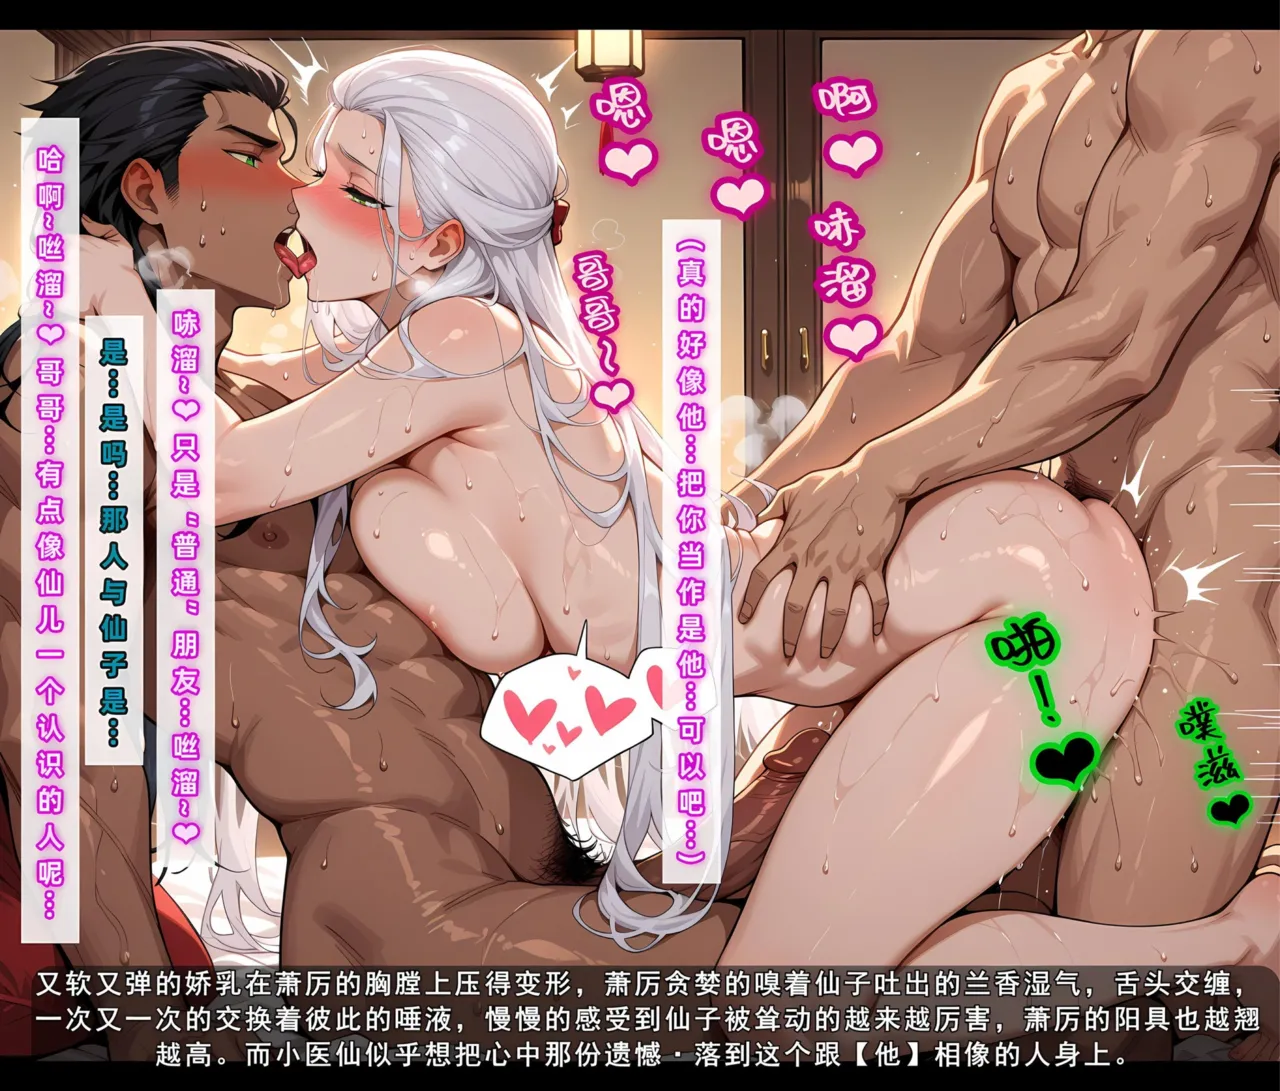 哈啊~咝溜~♥哥哥…有点像仙儿一个认识的人呢…
是…是吗…那人与仙子是…
哧溜~♥只是“普通”朋友…咝溜~♥
嗯♥
嗯♥
啊♥
哧溜♥
哥哥~♥
(真的好像他…把你当作是他…可以吧…)
啪!♥
噗滋♥
又软又弹的娇乳在萧厉的胸膛上压得变形，萧厉贪婪的嗅着仙子吐出的兰香湿气，舌头交缠，
一次又一次的交换着彼此的唾液，慢慢的感受到仙子被耸动的越来越厉害，萧厉的阳具也越翘
越高。而小医仙似乎想把心中那份遗憾·落到这个跟【他】相像的人身上。